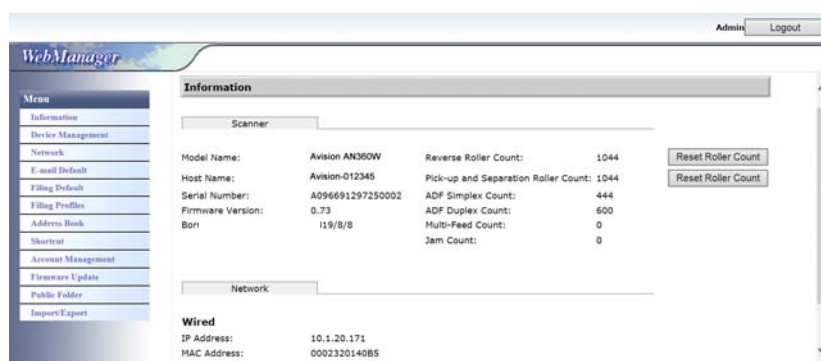 Admin Logout
WebManager
Information
Menu
Information
Device Management
Network
E-mail Default
Filing Default
Filing Profiles
Address Book
Shortcut
Account Management
Firmware Update
Public Folder
Import/Export
Scanner
Model Name: Avision AN360W Reverse Roller Count: 1044 Reset Roller Count
Host Name: Avision-012345 Pick-up and Separation Roller Count: 1044 Reset Roller Count
Serial Number: A096691297250002 ADF Simplex Count: 444
Firmware Version: 0.73 ADF Duplex Count: 600
19/8/8 Multi-Feed Count: 0
Jam Count: 0
Network
Wired
IP Address: 10.1.20.171
MAC Address: 0002320140B5